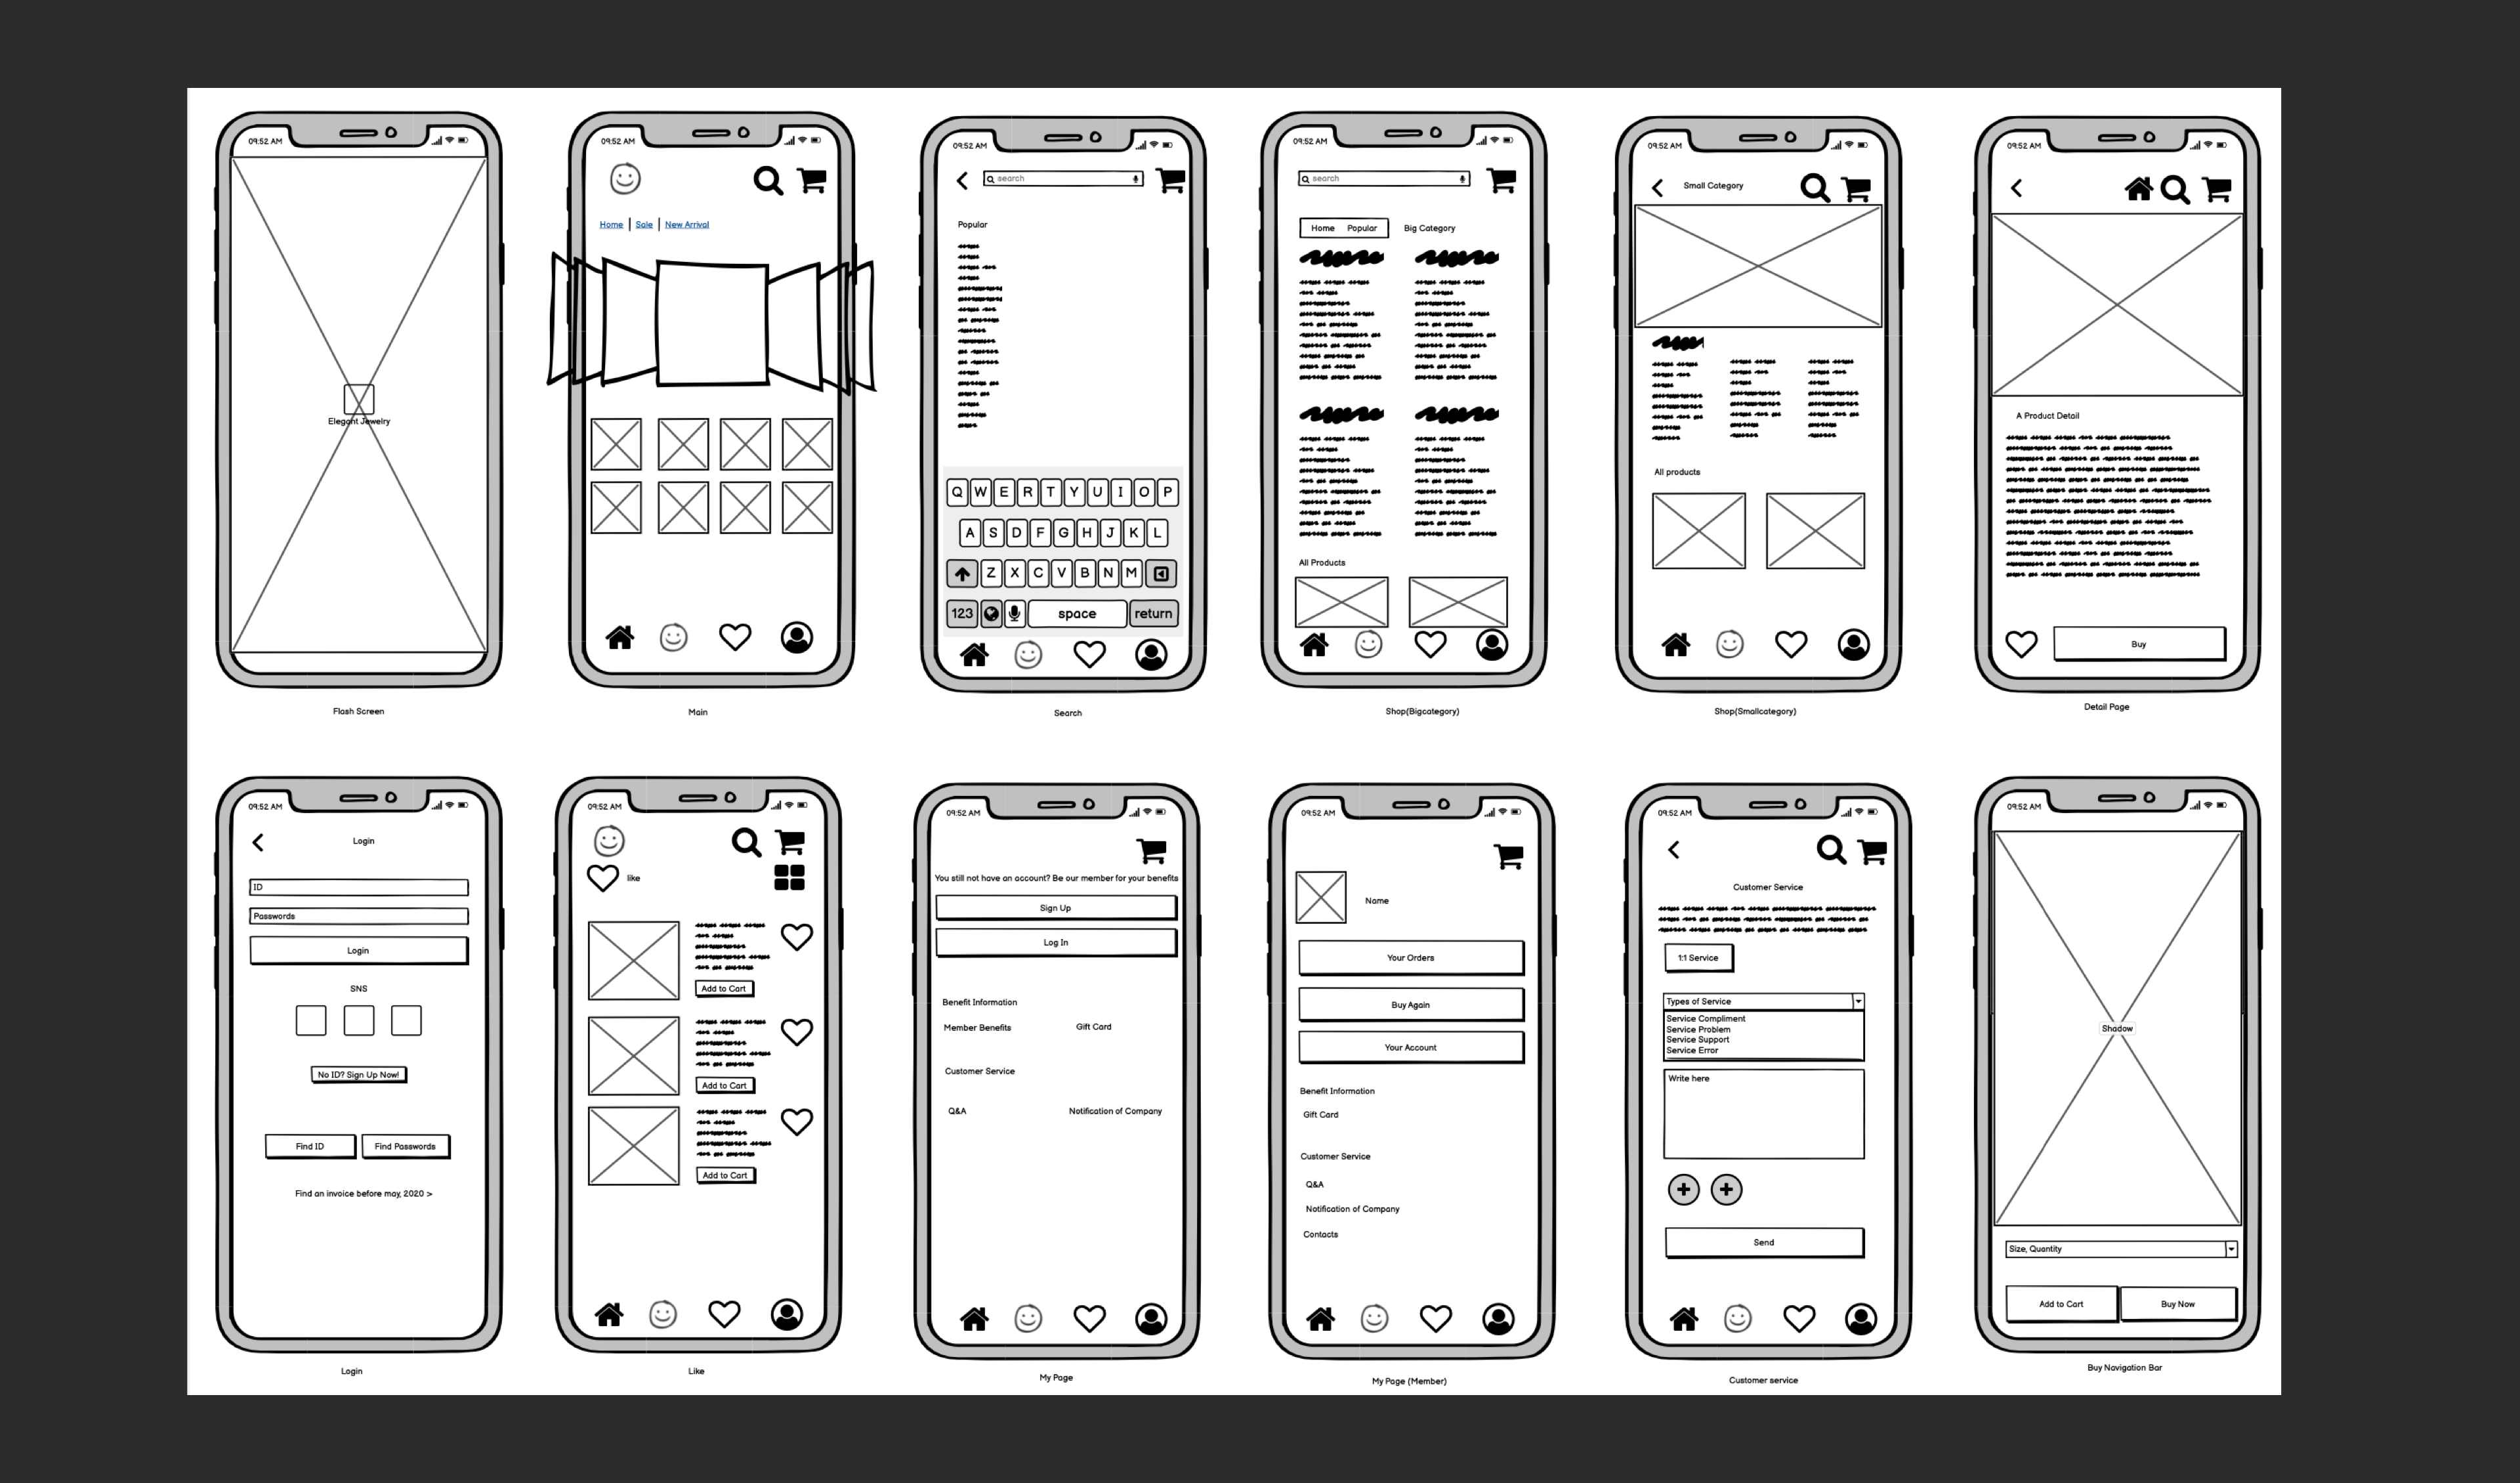 09:52 AM
Elegant Jewelry
Flash Screen
09:52 AM
Home | Sale | New Arrival
Main
09:52 AM
search
Popular
Q W E R T Y U I O P
A S D F G H J K L
Z X C V B N M
123 space return
Search
09:52 AM
search
Home Popular Big Category
All Products
Shop(Bigcategory)
09:52 AM
Small Category
All products
Shop(Smallcategory)
09:52 AM
A Product Detail
Buy
Detail Page
09:52 AM
Login
ID
Passwords
Login
SNS
No ID? Sign Up Now!
Find ID Find Passwords
Find an invoice before may, 2020 >
Login
09:52 AM
like
Add to Cart
Add to Cart
Add to Cart
Like
09:52 AM
You still not have an account? Be our member for your benefits
Sign Up
Log In
Benefit Information
Member Benefits Gift Card
Customer Service
Q&A Notification of Company
My Page
09:52 AM
Name
Your Orders
Buy Again
Your Account
Benefit Information
Gift Card
Customer Service
Q&A
Notification of Company
Contacts
My Page (Member)
09:52 AM
Customer Service
1:1 Service
Types of Service
Service Compliment
Service Problem
Service Support
Service Error
Write here
Send
Customer service
09:52 AM
Shadow
Size, Quantity
Add to Cart Buy Now
Buy Navigation Bar